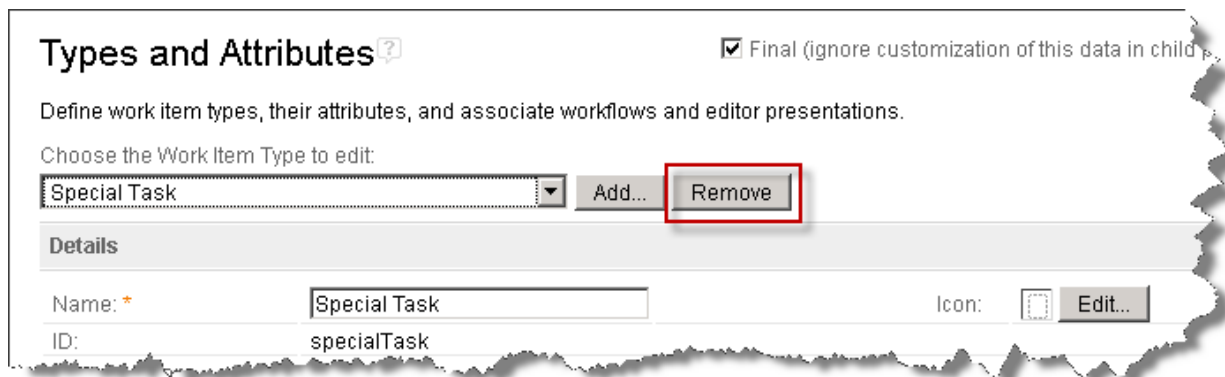 Types and Attributes ?
Final (ignore customization of this data in child
Define work item types, their attributes, and associate workflows and editor presentations.
Choose the Work Item Type to edit:
Special Task Add... Remove
Details
Name: * Special Task Icon: Edit...
ID: specialTask